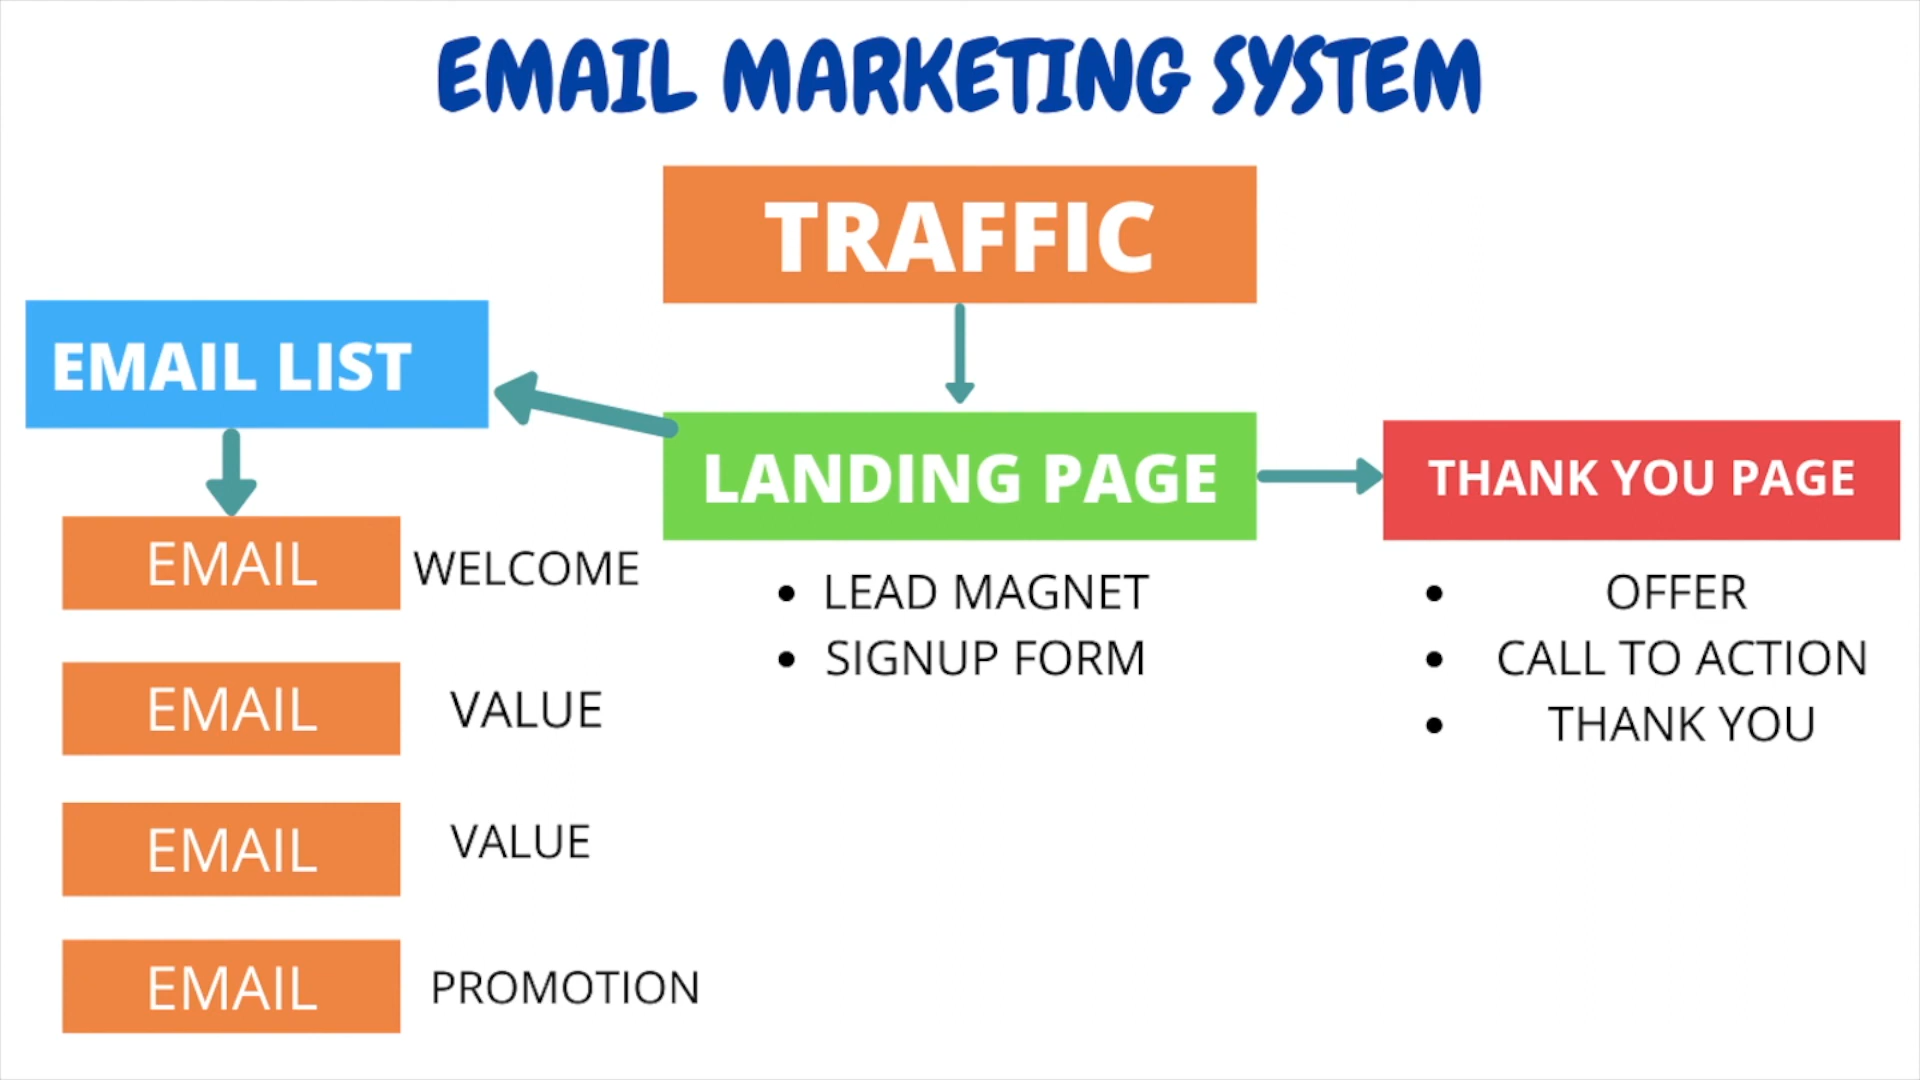 EMAIL MARKETING SYSTEM
TRAFFIC
EMAIL LIST
LANDING PAGE
THANK YOU PAGE
EMAIL WELCOME
EMAIL VALUE
EMAIL VALUE
EMAIL PROMOTION
• LEAD MAGNET
• SIGNUP FORM
• OFFER
• CALL TO ACTION
• THANK YOU